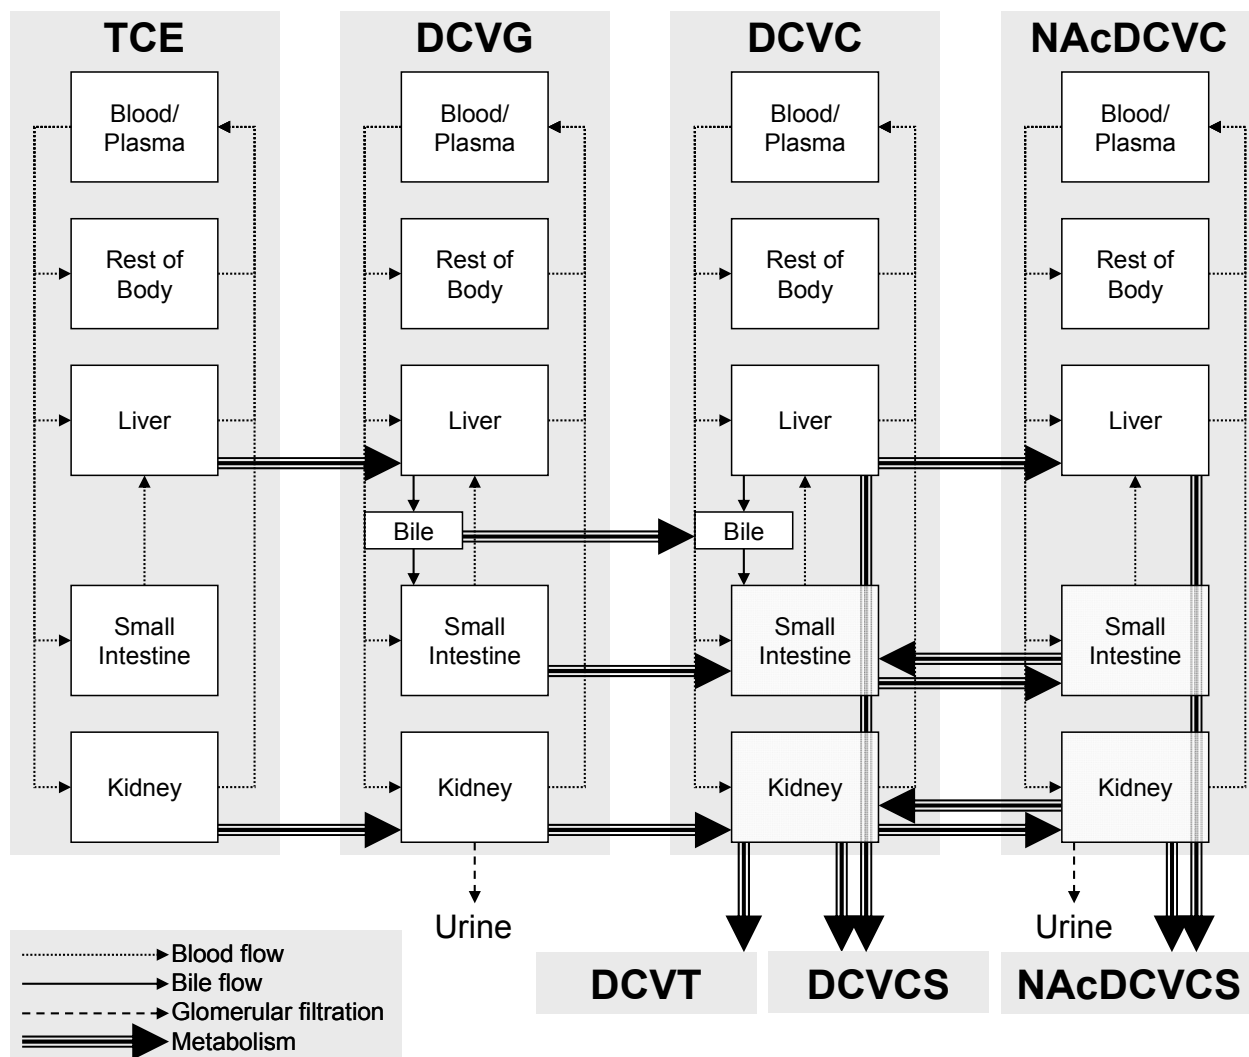 TCE
DCVG
DCVC
NAcDCVC
Blood/
Plasma
Blood/
Plasma
Blood/
Plasma
Blood/
Plasma
Rest of
Body
Rest of
Body
Rest of
Body
Rest of
Body
Liver
Liver
Liver
Liver
Bile
Bile
Small
Intestine
Small
Intestine
Small
Intestine
Small
Intestine
Kidney
Kidney
Kidney
Kidney
Urine
Urine
Blood flow
Bile flow
Glomerular filtration
Metabolism
DCVT
DCVCS
NAcDCVCS